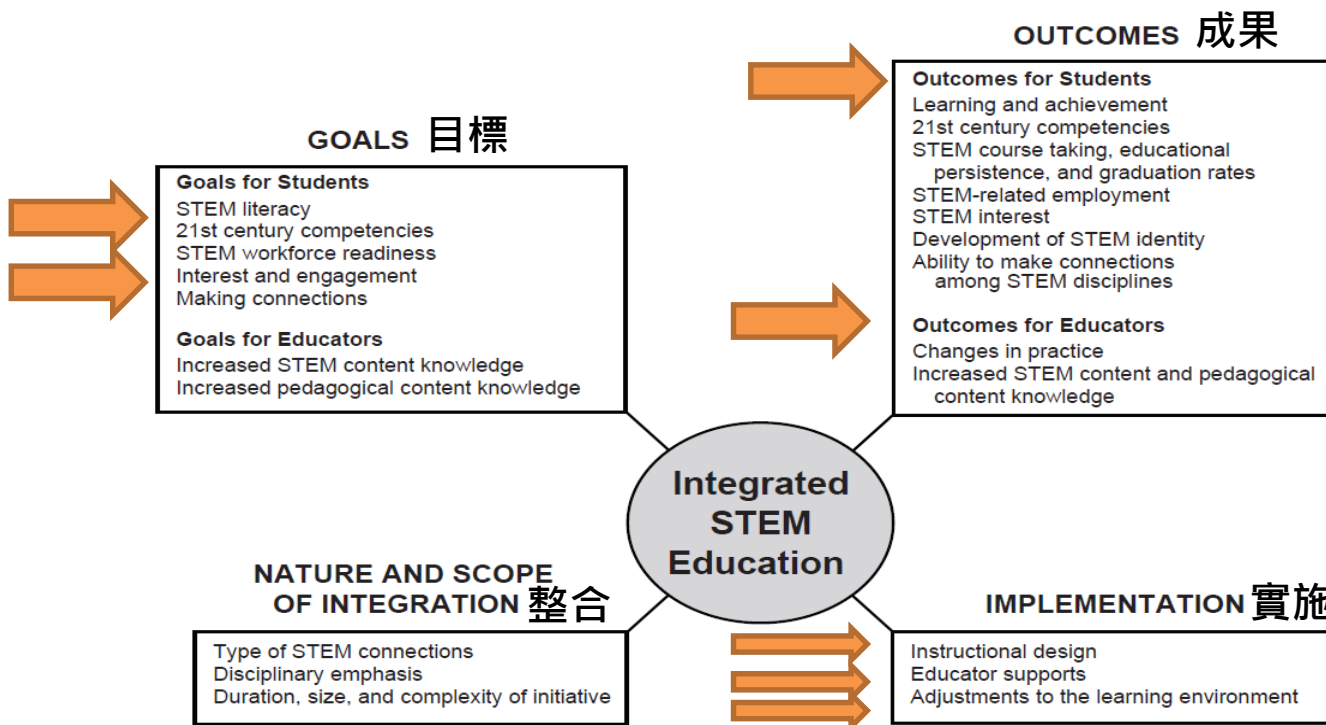 GOALS 目標
Goals for Students
STEM literacy
21st century competencies
STEM workforce readiness
Interest and engagement
Making connections
Goals for Educators
Increased STEM content knowledge
Increased pedagogical content knowledge
OUTCOMES 成果
Outcomes for Students
Learning and achievement
21st century competencies
STEM course taking, educational
persistence, and graduation rates
STEM-related employment
STEM interest
Development of STEM identity
Ability to make connections
among STEM disciplines
Outcomes for Educators
Changes in practice
Increased STEM content and pedagogical
content knowledge
Integrated
STEM
Education
NATURE AND SCOPE
OF INTEGRATION 整合
Type of STEM connections
Disciplinary emphasis
Duration, size, and complexity of initiative
IMPLEMENTATION 實施
Instructional design
Educator supports
Adjustments to the learning environment